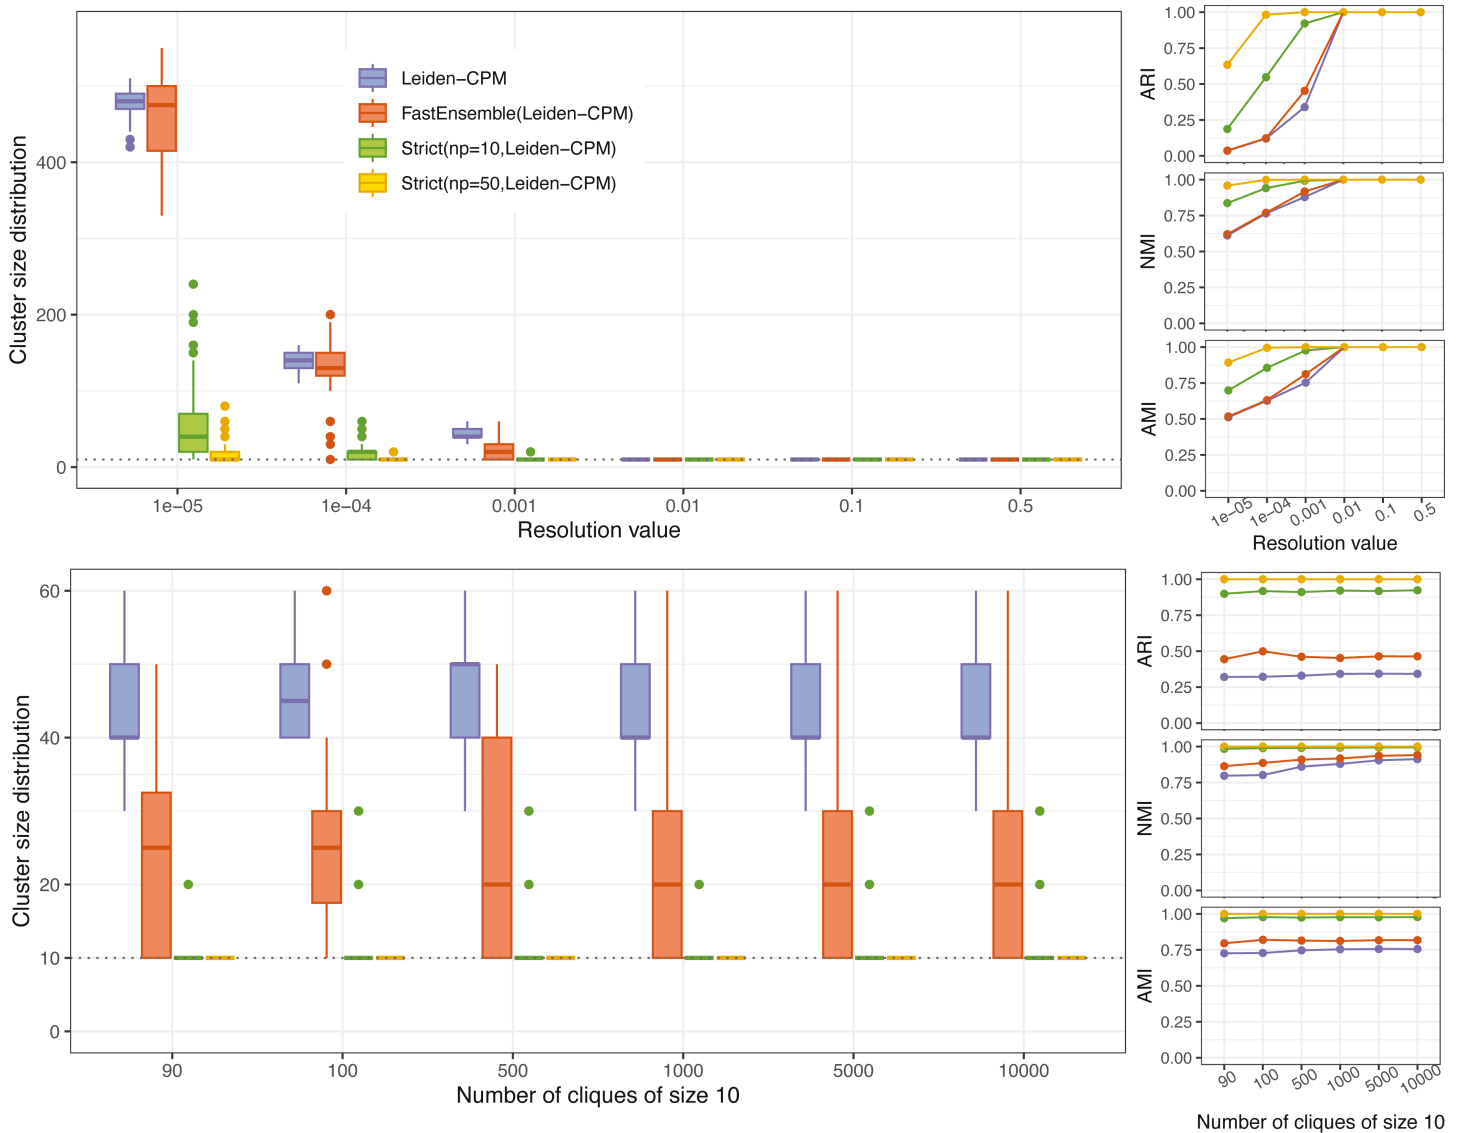 Cluster size distribution
400
200
0
1e−05
1e−04
0.001
0.01
0.1
0.5
Resolution value
Leiden−CPM
FastEnsemble(Leiden−CPM)
Strict(np=10,Leiden−CPM)
Strict(np=50,Leiden−CPM)
ARI
1.00
0.75
0.50
0.25
0.00
NMI
1.00
0.75
0.50
0.25
0.00
AMI
1.00
0.75
0.50
0.25
0.00
1e−05
1e−04
0.001
0.01
0.1
0.5
Resolution value
Cluster size distribution
60
40
20
10
0
90
100
500
1000
5000
10000
Number of cliques of size 10
ARI
1.00
0.75
0.50
0.25
0.00
NMI
1.00
0.75
0.50
0.25
0.00
AMI
1.00
0.75
0.50
0.25
0.00
90
100
500
1000
5000
10000
Number of cliques of size 10